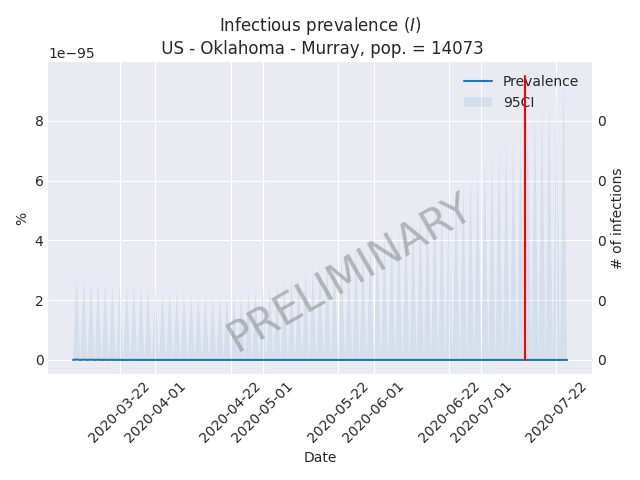 Infectious prevalence (I)
US - Oklahoma - Murray, pop. = 14073
1e−95
Prevalence
95CI
8
6
4
2
0
%
0
0
0
0
0
# of infections
PRELIMINARY
2020-03-22
2020-04-01
2020-04-22
2020-05-01
2020-05-22
2020-06-01
2020-06-22
2020-07-01
2020-07-22
Date